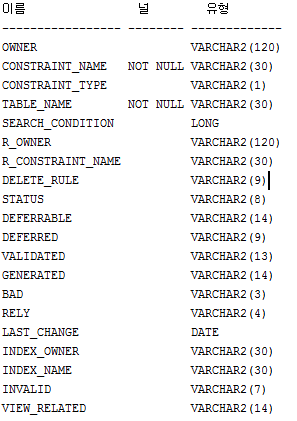 이름 널 유형
----------------- -------- -------------
OWNER VARCHAR2(120)
CONSTRAINT_NAME NOT NULL VARCHAR2(30)
CONSTRAINT_TYPE VARCHAR2(1)
TABLE_NAME NOT NULL VARCHAR2(30)
SEARCH_CONDITION LONG
R_OWNER VARCHAR2(120)
R_CONSTRAINT_NAME VARCHAR2(30)
DELETE_RULE VARCHAR2(9)
STATUS VARCHAR2(8)
DEFERRABLE VARCHAR2(14)
DEFERRED VARCHAR2(9)
VALIDATED VARCHAR2(13)
GENERATED VARCHAR2(14)
BAD VARCHAR2(3)
RELY VARCHAR2(4)
LAST_CHANGE DATE
INDEX_OWNER VARCHAR2(30)
INDEX_NAME VARCHAR2(30)
INVALID VARCHAR2(7)
VIEW_RELATED VARCHAR2(14)